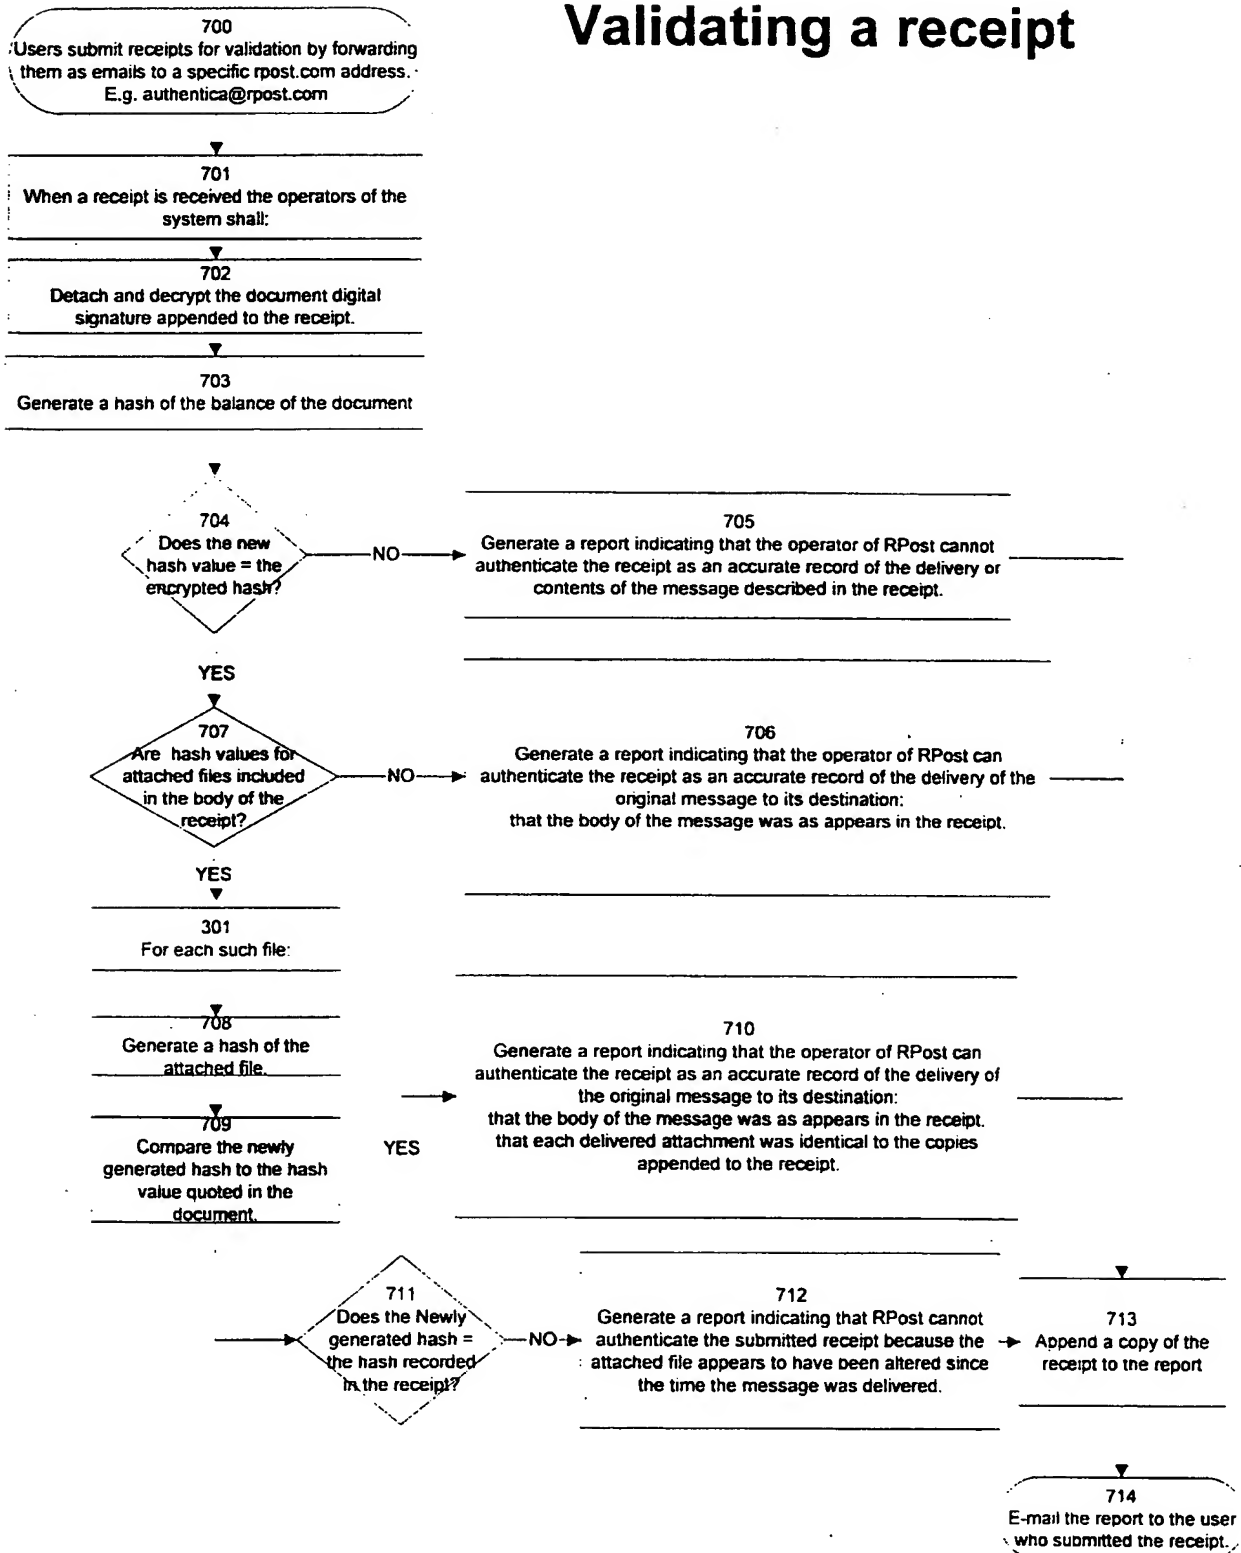 Validating a receipt
700
Users submit receipts for validation by forwarding
them as emails to a specific rpost.com address.
E.g. authentica@rpost.com
701
When a receipt is received the operators of the
system shall:
702
Detach and decrypt the document digital
signature appended to the receipt.
703
Generate a hash of the balance of the document
704
Does the new
hash value = the
encrypted hash?
NO
705
Generate a report indicating that the operator of RPost cannot
authenticate the receipt as an accurate record of the delivery or
contents of the message described in the receipt.
YES
707
Are hash values for
attached files included
in the body of the
receipt?
NO
706
Generate a report indicating that the operator of RPost can
authenticate the receipt as an accurate record of the delivery of the
original message to its destination:
that the body of the message was as appears in the receipt.
YES
301
For each such file:
708
Generate a hash of the
attached file.
709
Compare the newly
generated hash to the hash
value quoted in the
document.
YES
710
Generate a report indicating that the operator of RPost can
authenticate the receipt as an accurate record of the delivery of
the original message to its destination:
that the body of the message was as appears in the receipt.
that each delivered attachment was identical to the copies
appended to the receipt.
711
Does the Newly
generated hash =
the hash recorded
in the receipt?
NO
712
Generate a report indicating that RPost cannot
authenticate the submitted receipt because the
attached file appears to have been altered since
the time the message was delivered.
713
Append a copy of the
receipt to the report
714
E-mail the report to the user
who submitted the receipt.